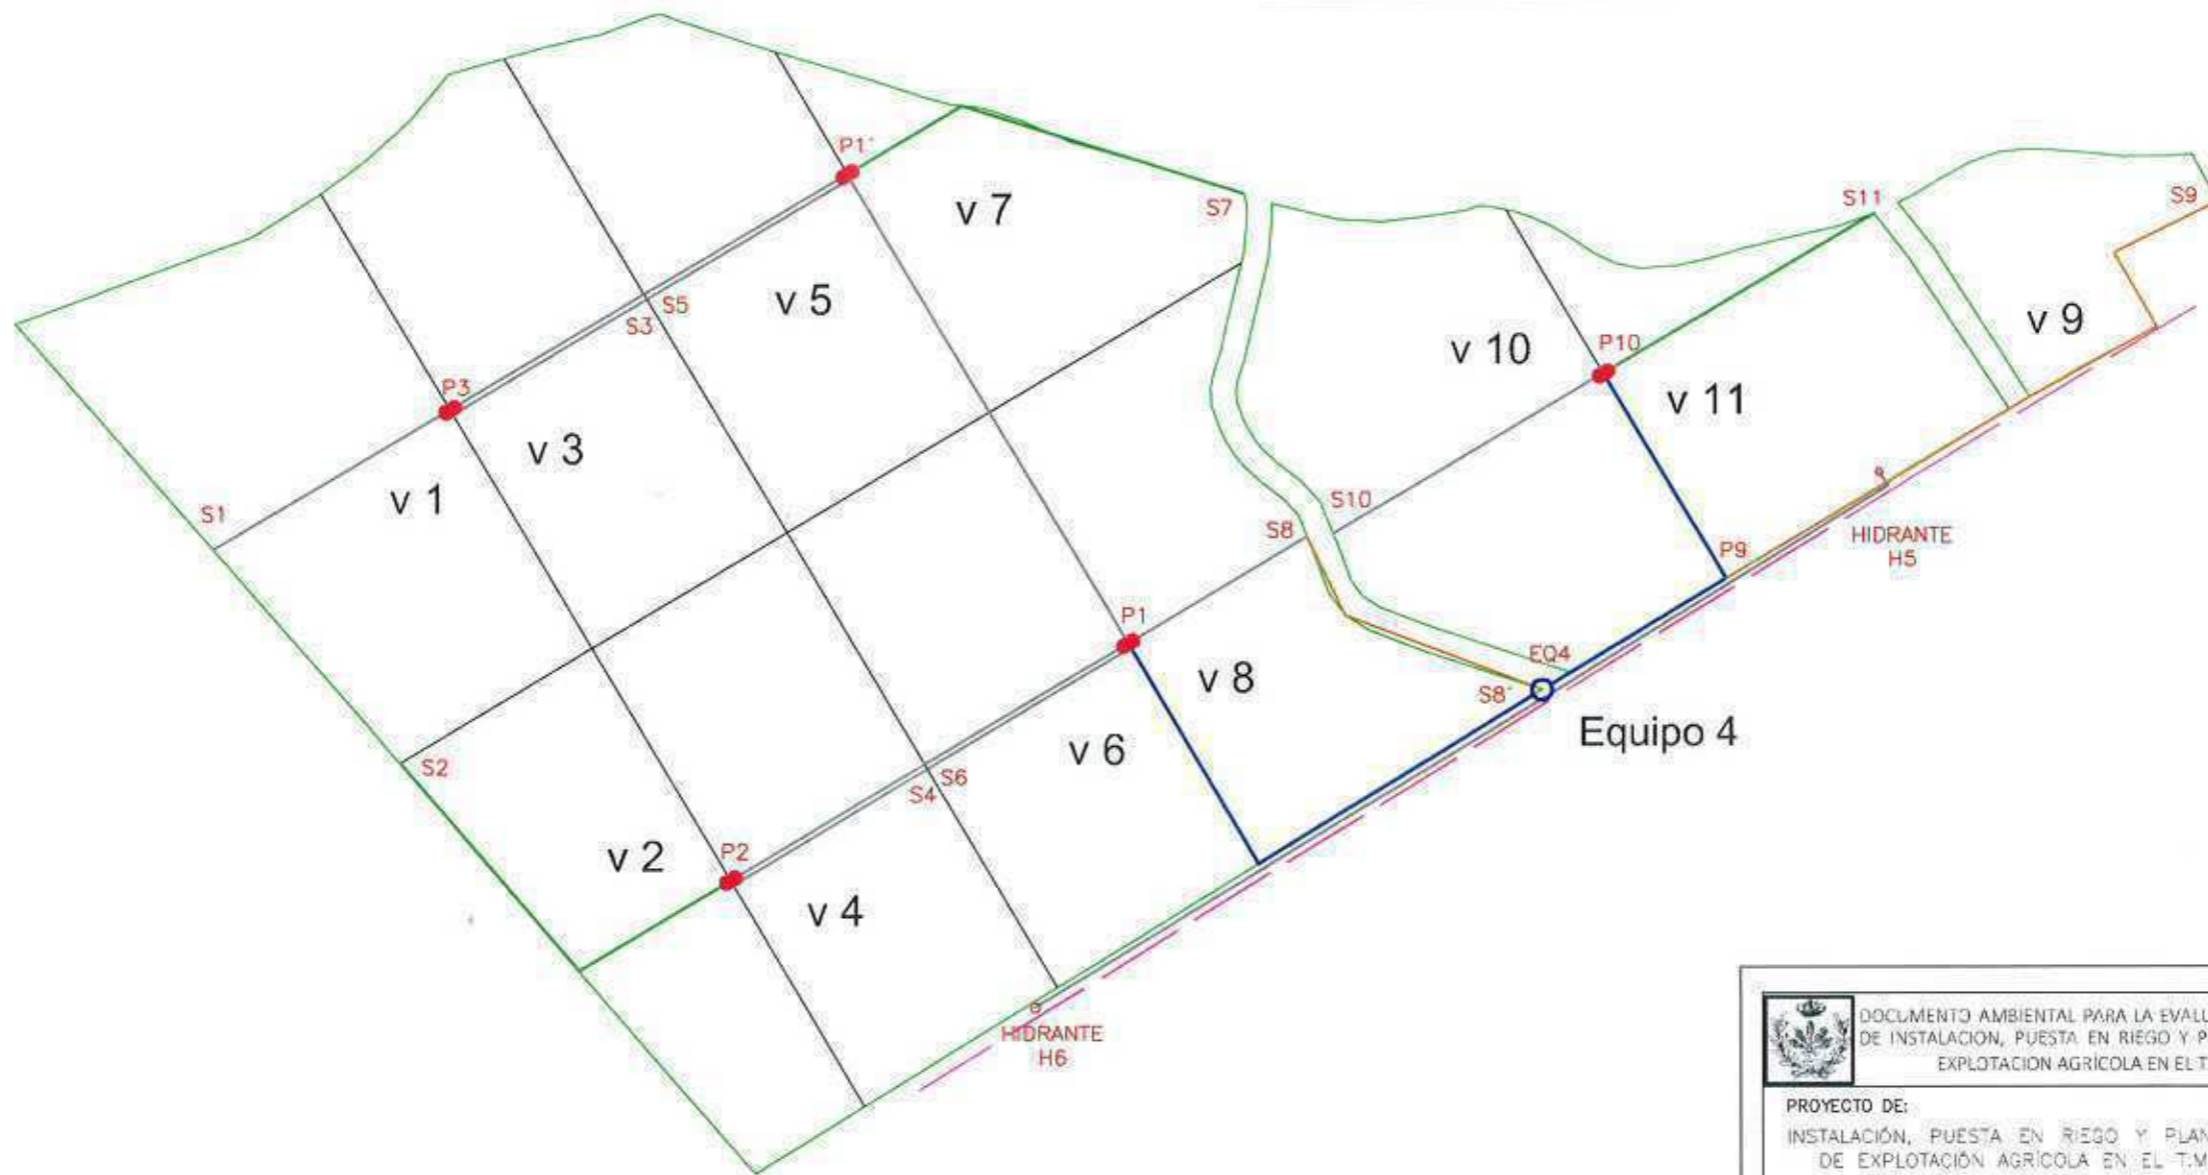 P1'
S7
v 7
S11
S9
S5
S3
v 5
v 9
v 10
P10
P3
v 11
v 3
v 1
S1
S10
S8
HIDRANTE
H5
P9
P1
EQ4
v 8
S8'
Equipo 4
v 6
S2
S6
S4
v 2
P2
v 4
HIDRANTE
H6
DOCUMENTO AMBIENTAL PARA LA
DE INSTALACION, PUESTA EN RIEGO Y
EXPLOTACION AGRÍCOLA EN EL
PROYECTO DE:
INSTALACIÓN, PUESTA EN RIEGO Y
DE EXPLOTACIÓN AGRÍCOLA EN EL